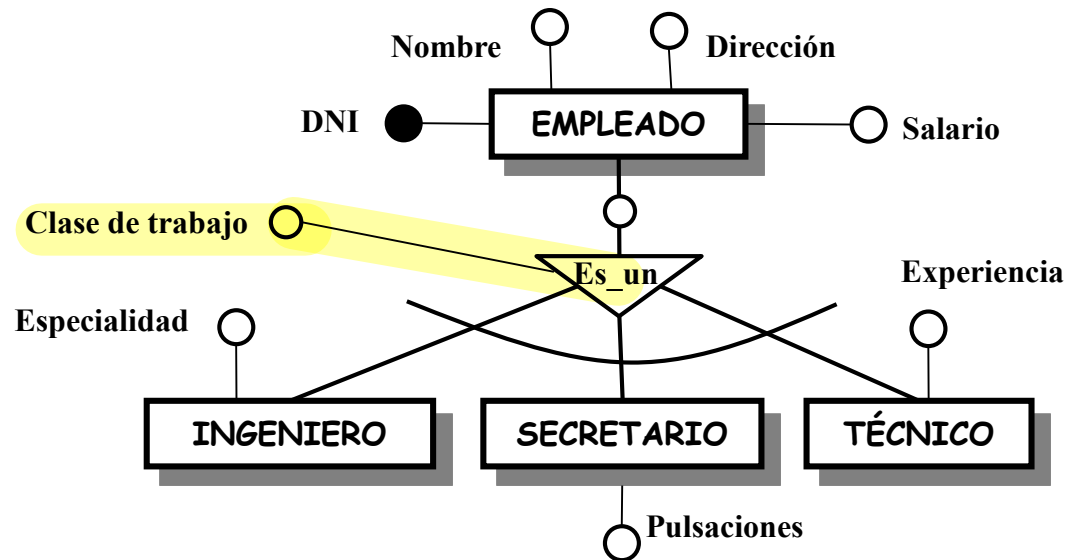 Nombre
Dirección
DNI
EMPLEADO
Salario
Clase de trabajo
Es_un
Experiencia
Especialidad
INGENIERO
SECRETARIO
TÉCNICO
Pulsaciones